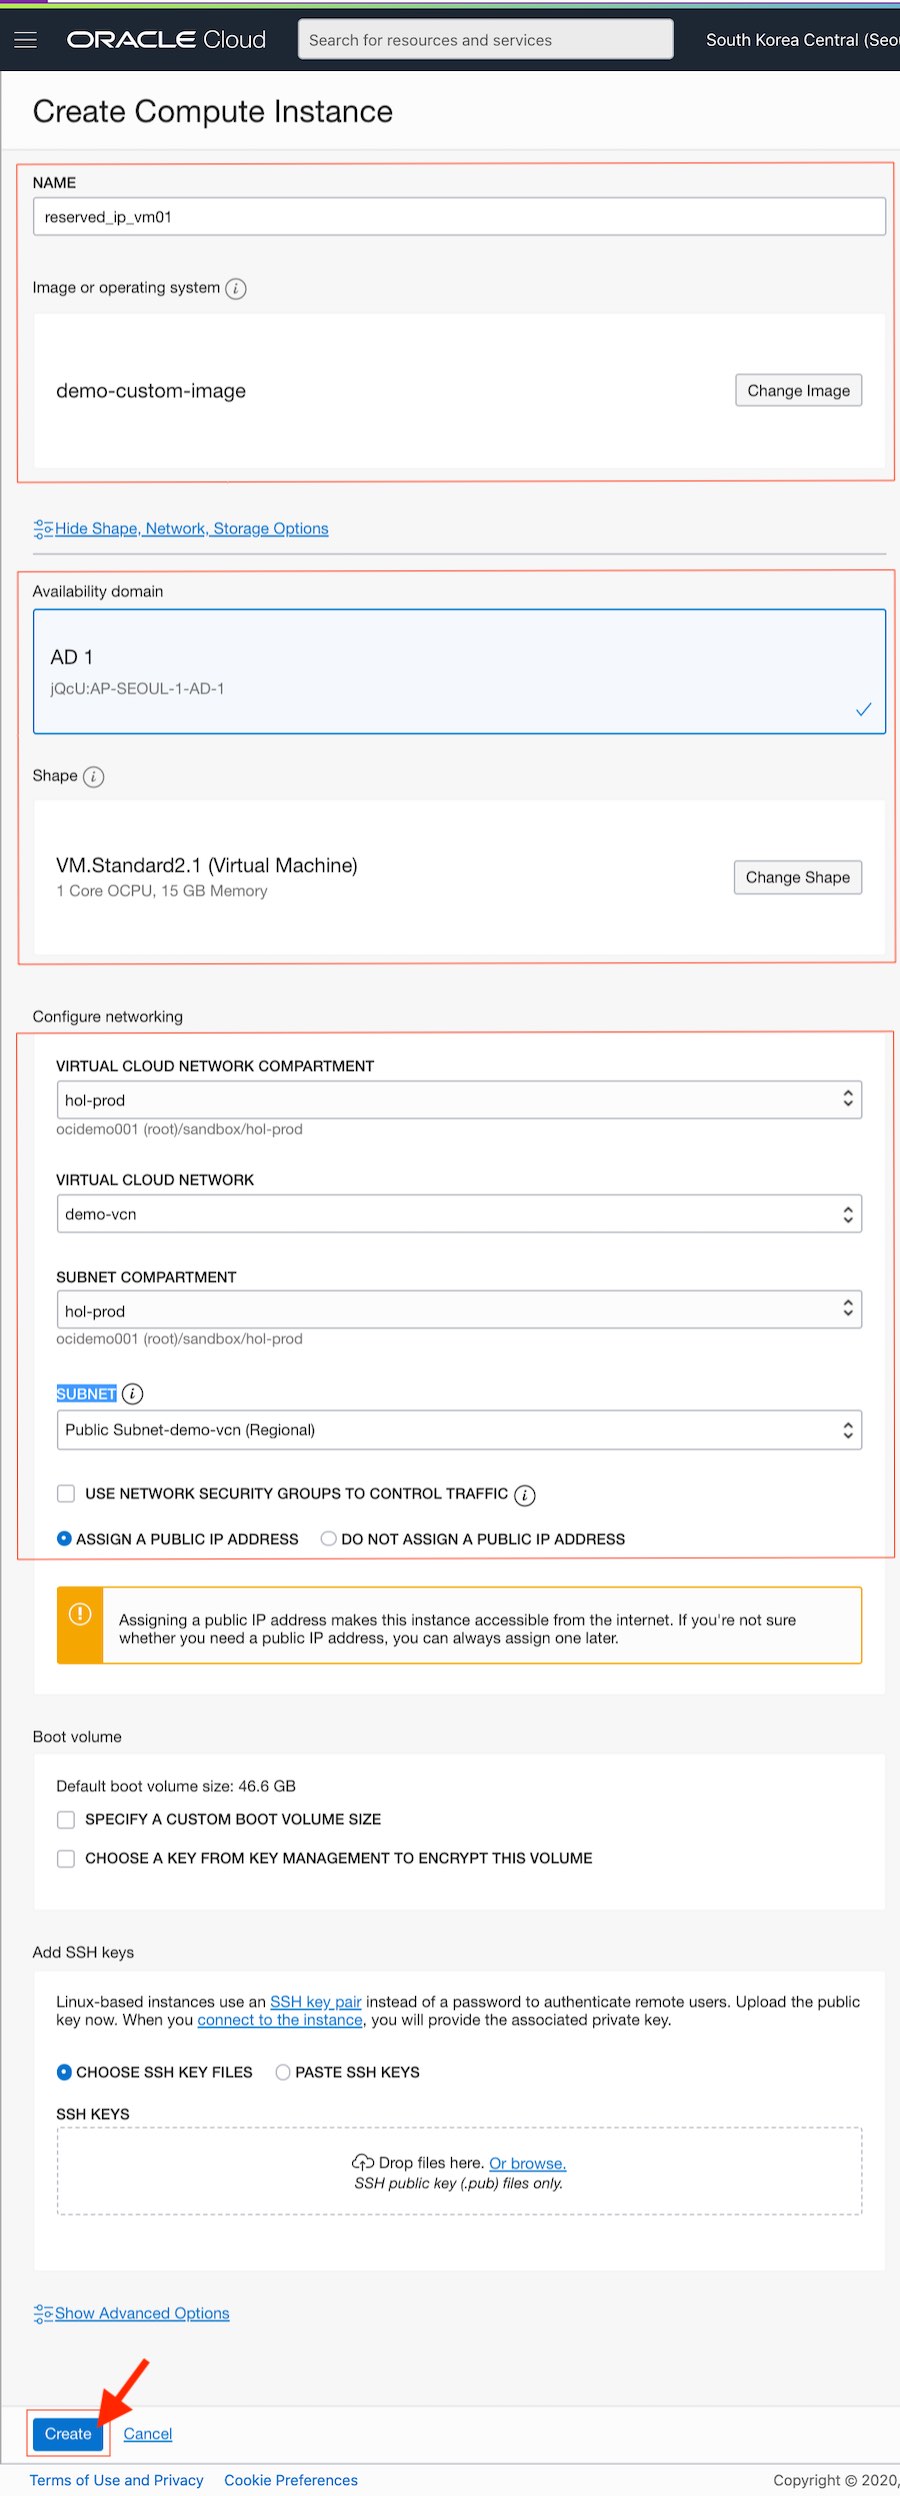 ORACLE Cloud
Search for resources and services
South Korea Central (Seou
Create Compute Instance
NAME
reserved_ip_vm01
Image or operating system i
demo-custom-image
Change Image
Hide Shape, Network, Storage Options
Availability domain
AD 1
jQcU:AP-SEOUL-1-AD-1
Shape i
VM.Standard2.1 (Virtual Machine)
1 Core OCPU, 15 GB Memory
Change Shape
Configure networking
VIRTUAL CLOUD NETWORK COMPARTMENT
hol-prod
ocidemo001 (root)/sandbox/hol-prod
VIRTUAL CLOUD NETWORK
demo-vcn
SUBNET COMPARTMENT
hol-prod
ocidemo001 (root)/sandbox/hol-prod
SUBNET i
Public Subnet-demo-vcn (Regional)
USE NETWORK SECURITY GROUPS TO CONTROL TRAFFIC i
ASSIGN A PUBLIC IP ADDRESS DO NOT ASSIGN A PUBLIC IP ADDRESS
Assigning a public IP address makes this instance accessible from the internet. If you're not sure
whether you need a public IP address, you can always assign one later.
Boot volume
Default boot volume size: 46.6 GB
SPECIFY A CUSTOM BOOT VOLUME SIZE
CHOOSE A KEY FROM KEY MANAGEMENT TO ENCRYPT THIS VOLUME
Add SSH keys
Linux-based instances use an SSH key pair instead of a password to authenticate remote users. Upload the public
key now. When you connect to the instance, you will provide the associated private key.
CHOOSE SSH KEY FILES PASTE SSH KEYS
SSH KEYS
Drop files here. Or browse.
SSH public key (.pub) files only.
Show Advanced Options
Create Cancel
Terms of Use and Privacy Cookie Preferences Copyright © 2020,